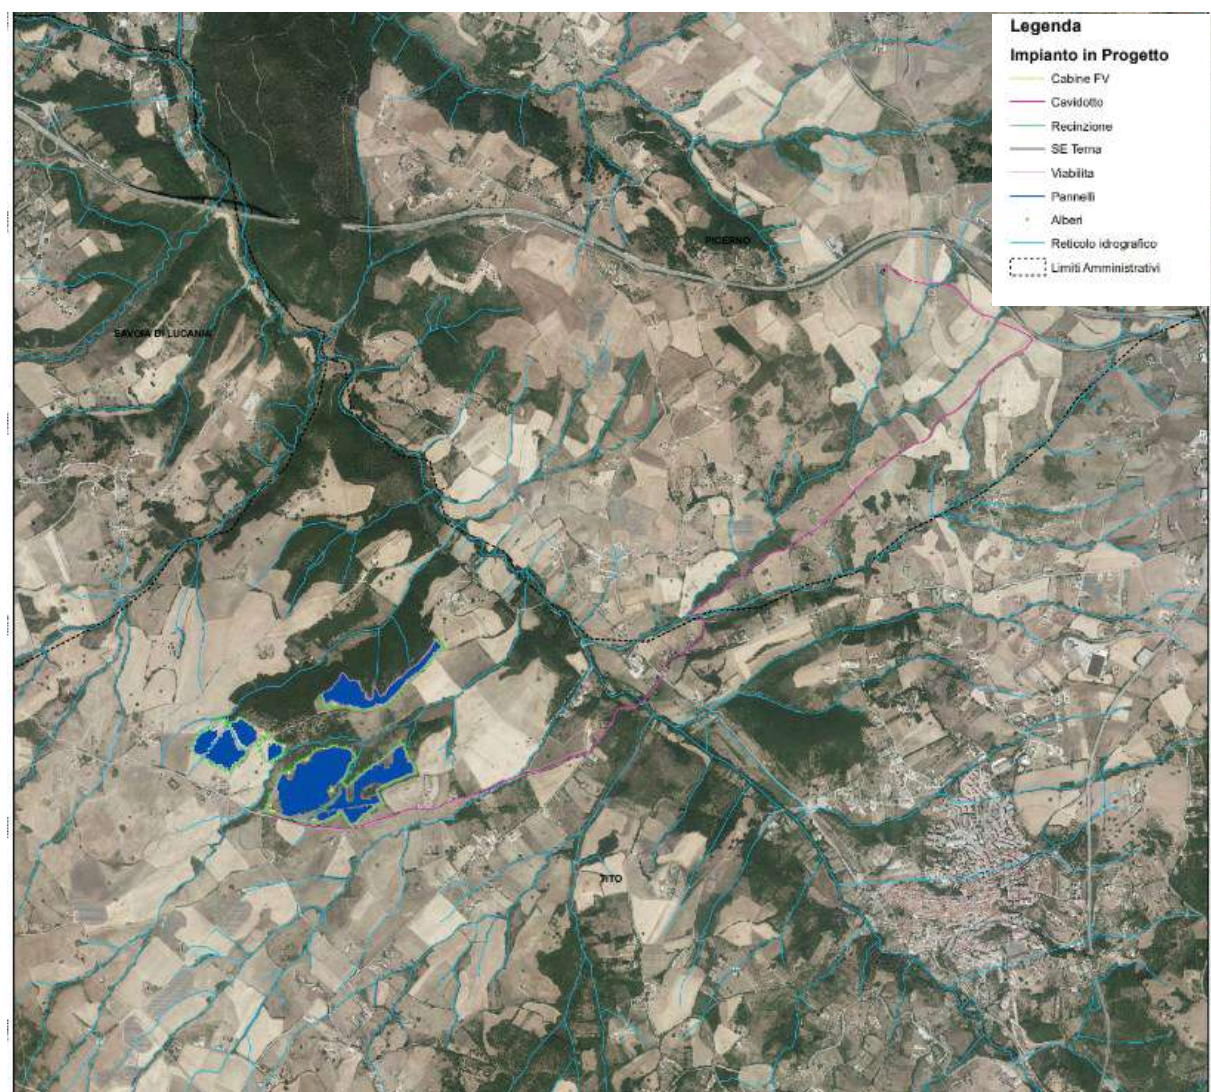 Legenda
Impianto in Progetto
Cabine FV
Cavidotto
Recinzione
SE Terna
Viabilita
Pannelli
Alberi
Reticolo idrografico
Limiti Amministrativi
PICERNO
SAVOIA DI LUCANIA
TITO